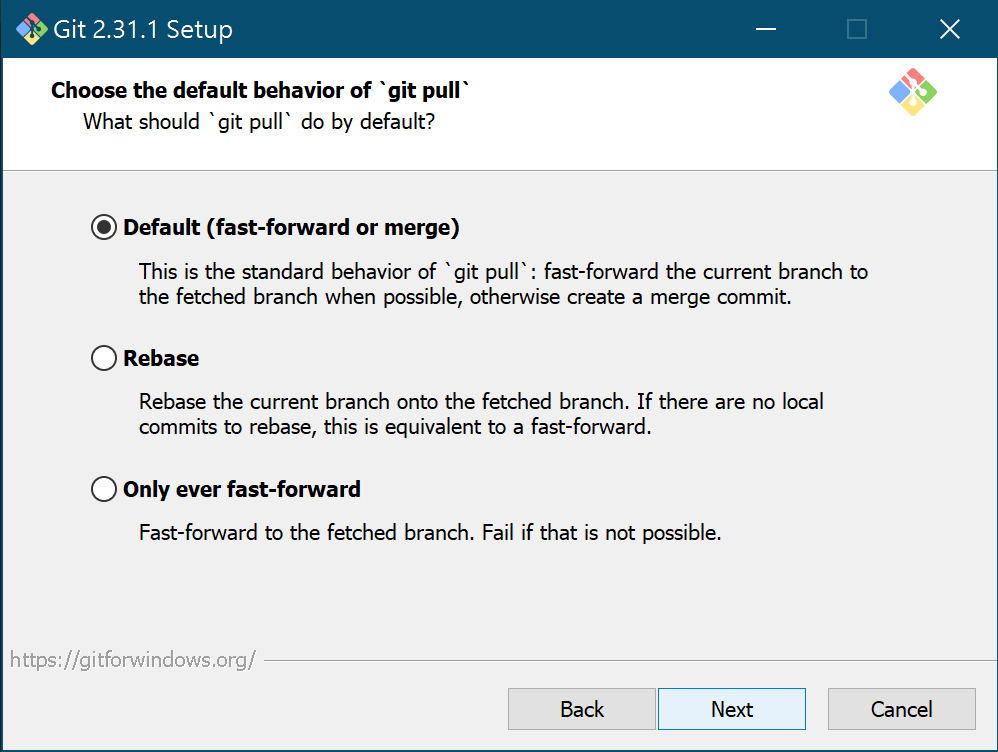 Git 2.31.1 Setup
Choose the default behavior of `git pull`
What should `git pull` do by default?
Default (fast-forward or merge)
This is the standard behavior of `git pull`: fast-forward the current branch to
the fetched branch when possible, otherwise create a merge commit.
Rebase
Rebase the current branch onto the fetched branch. If there are no local
commits to rebase, this is equivalent to a fast-forward.
Only ever fast-forward
Fast-forward to the fetched branch. Fail if that is not possible.
https://gitforwindows.org/
Back Next Cancel